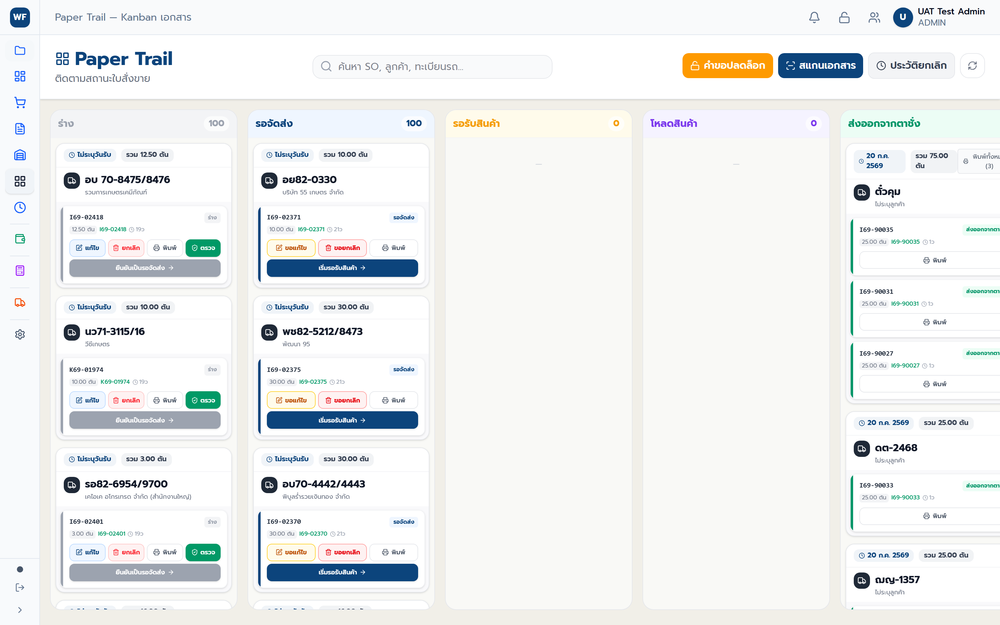 WF
Paper Trail — Kanban เอกสาร
UAT Test Admin
ADMIN
U
Paper Trail
ติดตามสถานะใบสั่งขาย
ค้นหา SO, ลูกค้า, ทะเบียนรถ...
คำขอปลดล็อก
สแกนเอกสาร
ประวัติยกเลิก
ร่าง 100
ไม่ระบุวันรับ รวม 12.50 ตัน
อบ 70-8475/8476
รวมการเกษตรเคมีภัณฑ์
I69-02418 ร่าง
12.50 ตัน I69-02418 19ว
แก้ไข ยกเลิก พิมพ์ ตรวจ
ยืนยันเป็นรอจัดส่ง →
ไม่ระบุวันรับ รวม 10.00 ตัน
นว71-3115/16
วีซีเกษตร
K69-01974 ร่าง
10.00 ตัน K69-01974 19ว
แก้ไข ยกเลิก พิมพ์ ตรวจ
ยืนยันเป็นรอจัดส่ง →
ไม่ระบุวันรับ รวม 3.00 ตัน
รอ82-6954/9700
เคไอเค อโกรเทรด จำกัด (สำนักงานใหญ่)
I69-02401 ร่าง
3.00 ตัน I69-02401 19ว
แก้ไข ยกเลิก พิมพ์ ตรวจ
ยืนยันเป็นรอจัดส่ง →
รอจัดส่ง 100
ไม่ระบุวันรับ รวม 10.00 ตัน
อย82-0330
บริษัท 55 เกษตร จำกัด
I69-02371 รอจัดส่ง
10.00 ตัน I69-02371 21ว
ขอแก้ไข ขอยกเลิก พิมพ์
เริ่มรอรับสินค้า →
ไม่ระบุวันรับ รวม 30.00 ตัน
พช82-5212/8473
พัฒนา 95
I69-02375 รอจัดส่ง
30.00 ตัน I69-02375 21ว
ขอแก้ไข ขอยกเลิก พิมพ์
เริ่มรอรับสินค้า →
ไม่ระบุวันรับ รวม 30.00 ตัน
อบ70-4442/4443
พิบูลร่ำรวยเงินทอง จำกัด
I69-02370 รอจัดส่ง
30.00 ตัน I69-02370 21ว
ขอแก้ไข ขอยกเลิก พิมพ์
เริ่มรอรับสินค้า →
รอรับสินค้า 0
—
โหลดสินค้า 0
—
ส่งออกจากตาชั่ง
20 ก.ค. 2569 รวม 75.00 ตัน พิมพ์ทั้งหม
(3)
ตั๋วคุม
ไม่ระบุลูกค้า
I69-90035 ส่งออกจากตา
25.00 ตัน I69-90035 1ว
พิมพ์
I69-90031 ส่งออกจากตา
25.00 ตัน I69-90031 1ว
พิมพ์
I69-90027 ส่งออกจากตา
25.00 ตัน I69-90027 1ว
พิมพ์
20 ก.ค. 2569 รวม 25.00 ตัน
ดต-2468
ไม่ระบุลูกค้า
I69-90033 ส่งออกจากตา
25.00 ตัน I69-90033 1ว
พิมพ์
20 ก.ค. 2569 รวม 25.00 ตัน
ฌญ-1357
ไม่ระบุลูกค้า